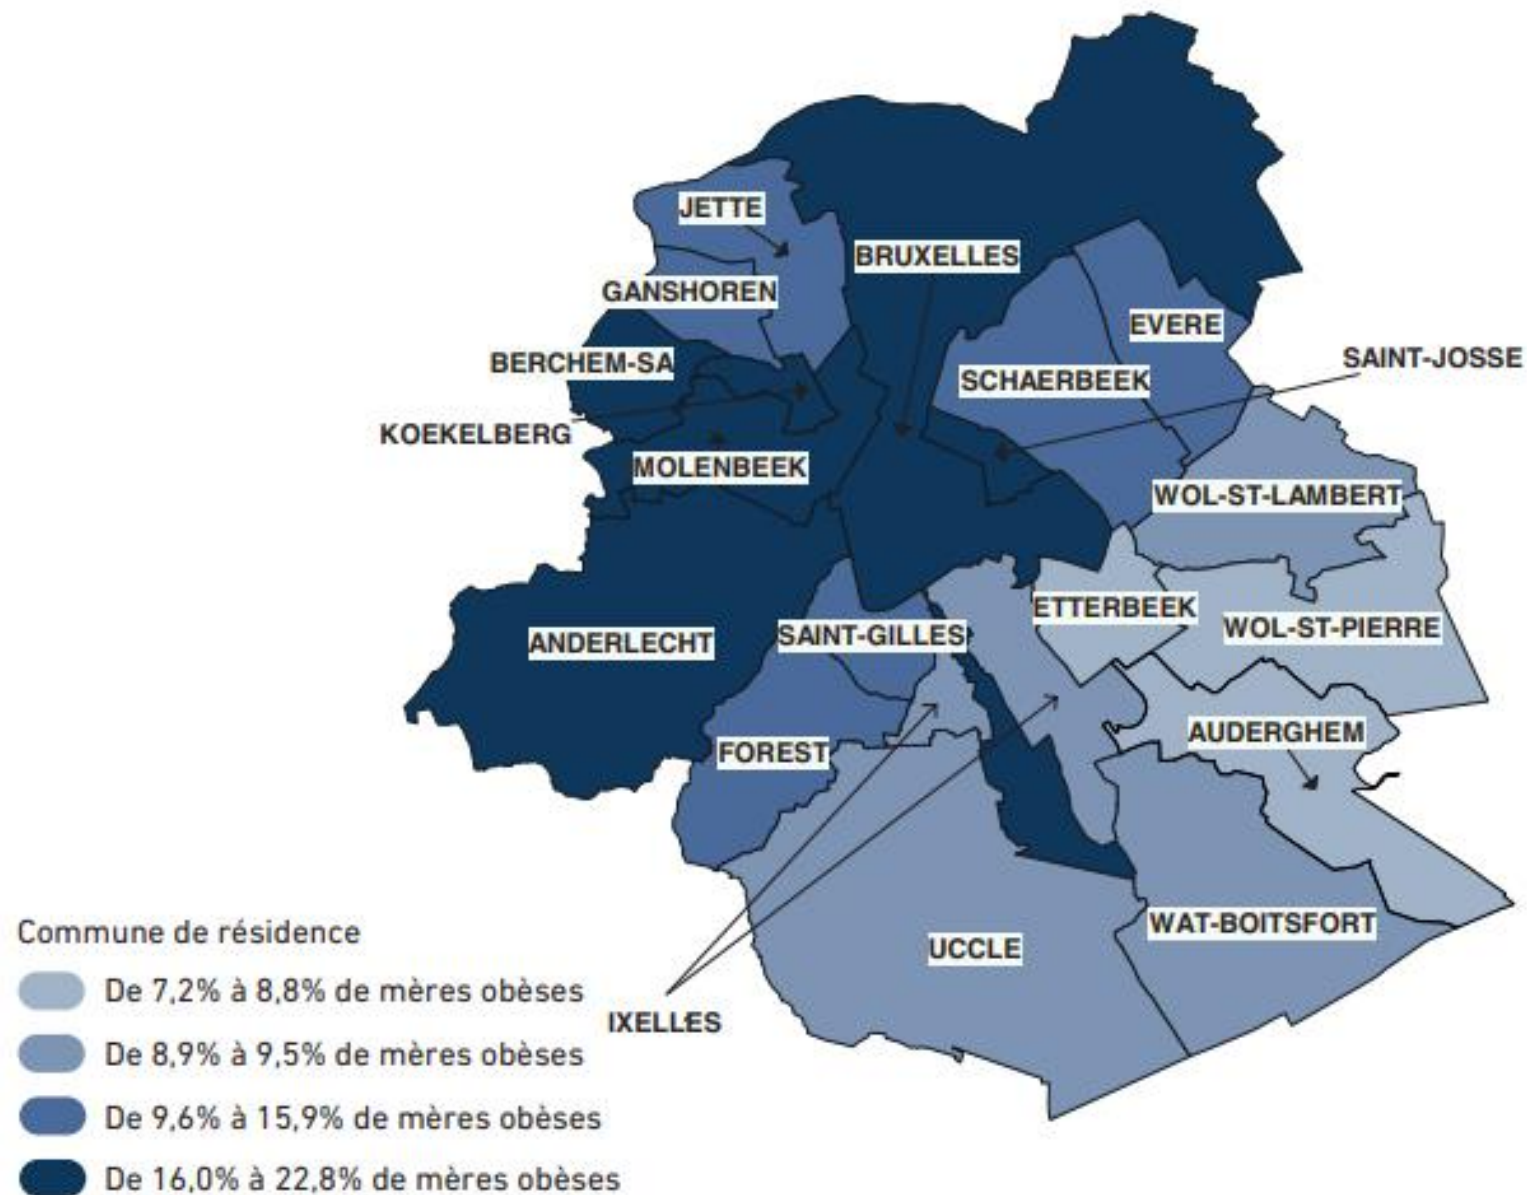 JETTE
BRUXELLES
GANSHOREN
EVERE
BERCHEM-SA
SAINT-JOSSE
SCHAERBEEK
KOEKELBERG
MOLENBEEK
WOL-ST-LAMBERT
ETTERBEEK
WOL-ST-PIERRE
ANDERLECHT
SAINT-GILLES
AUDERGHEM
FOREST
WAT-BOITSFORT
UCCLE
IXELLES
Commune de résidence
De 7,2% à 8,8% de mères obèses
De 8,9% à 9,5% de mères obèses
De 9,6% à 15,9% de mères obèses
De 16,0% à 22,8% de mères obèses